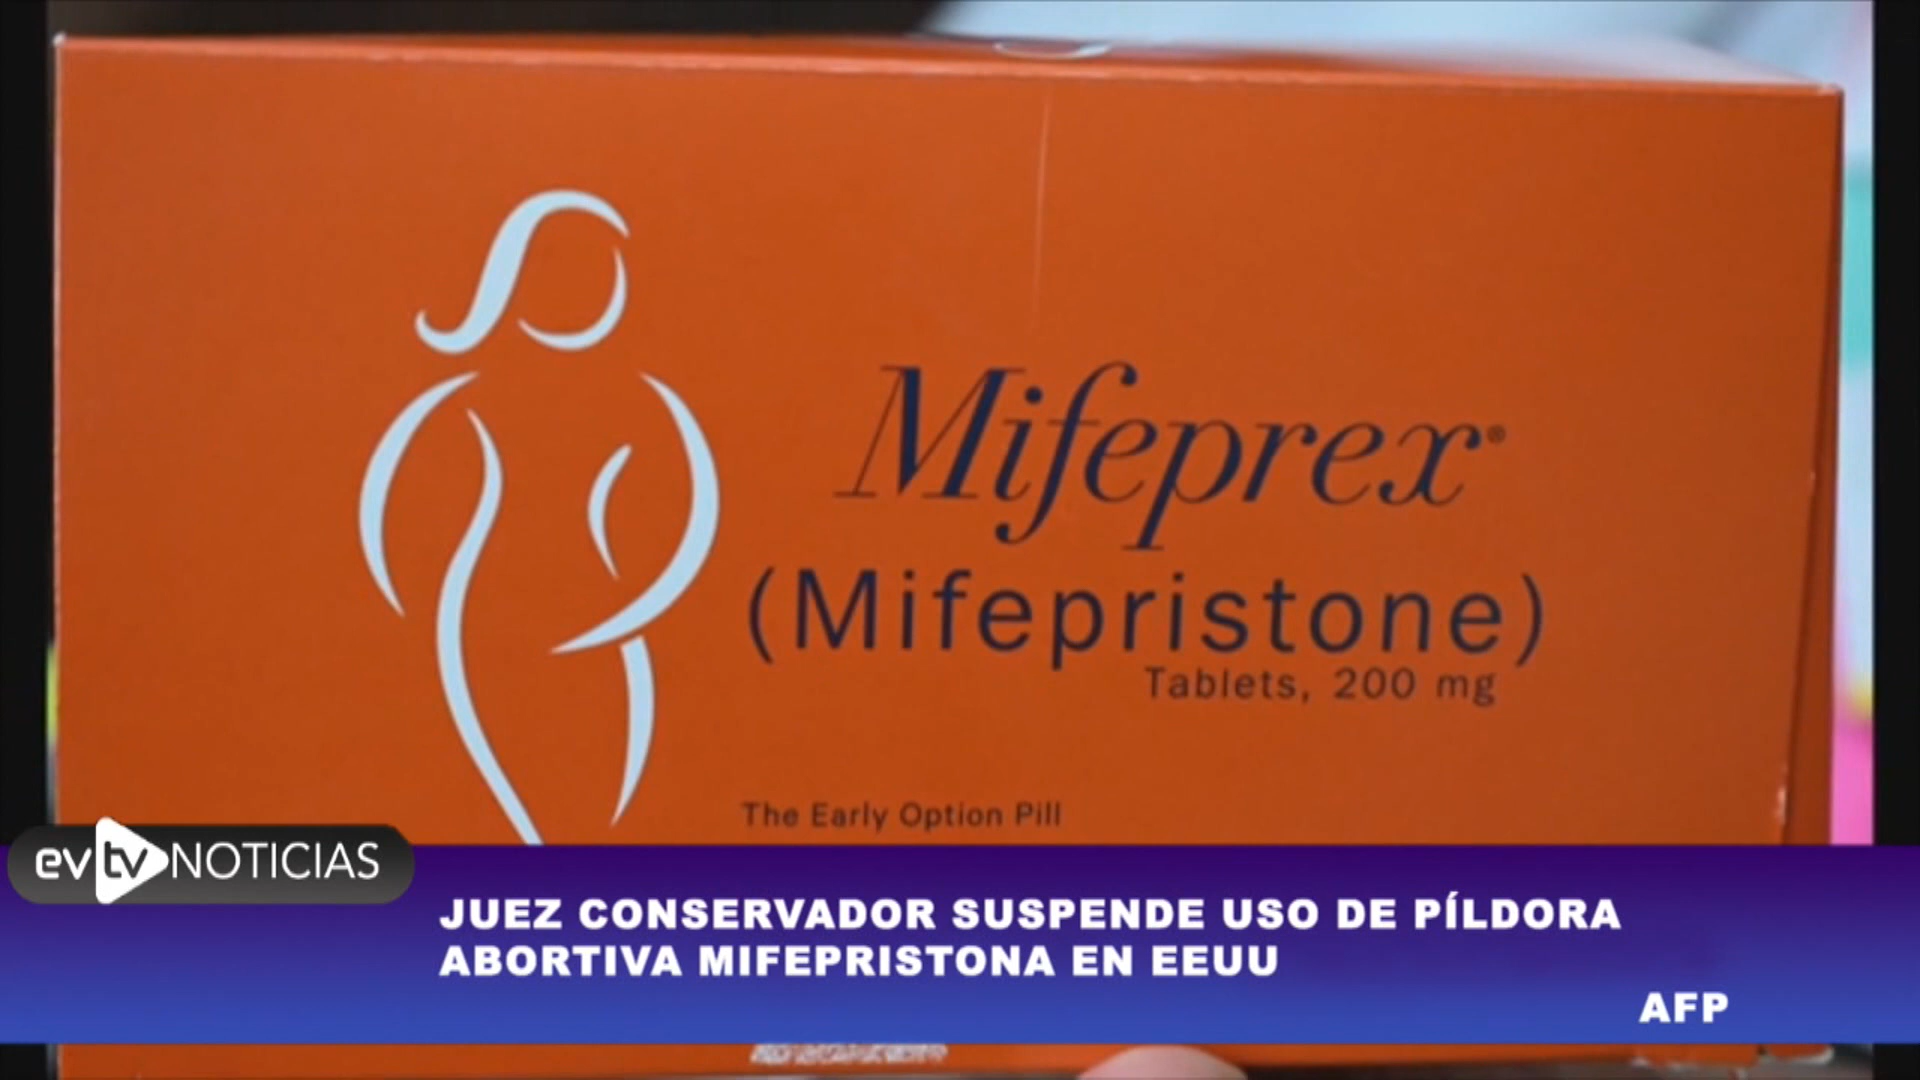 Mifeprex®
(Mifepristone)
Tablets, 200 mg
The Early Option Pill
evtv NOTICIAS
JUEZ CONSERVADOR SUSPENDE USO DE PÍLDORA
ABORTIVA MIFEPRISTONA EN EEUU
AFP